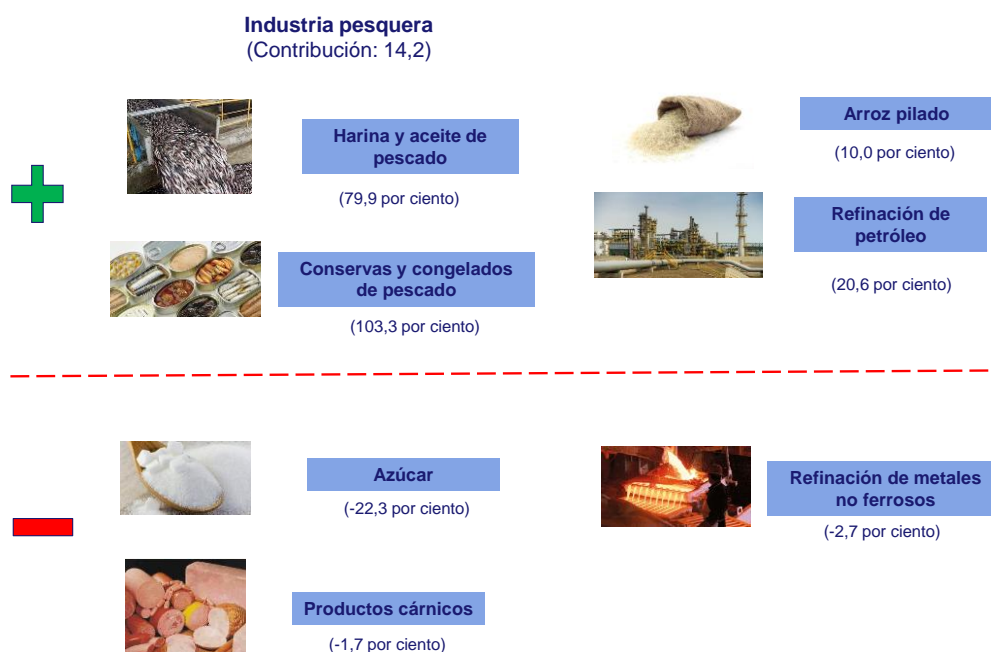 Industria pesquera
(Contribución: 14,2)
Harina y aceite de
pescado
(79,9 por ciento)
Conservas y congelados
de pescado
(103,3 por ciento)
Arroz pilado
(10,0 por ciento)
Refinación de
petróleo
(20,6 por ciento)
Azúcar
(-22,3 por ciento)
Productos cárnicos
(-1,7 por ciento)
Refinación de metales
no ferrosos
(-2,7 por ciento)